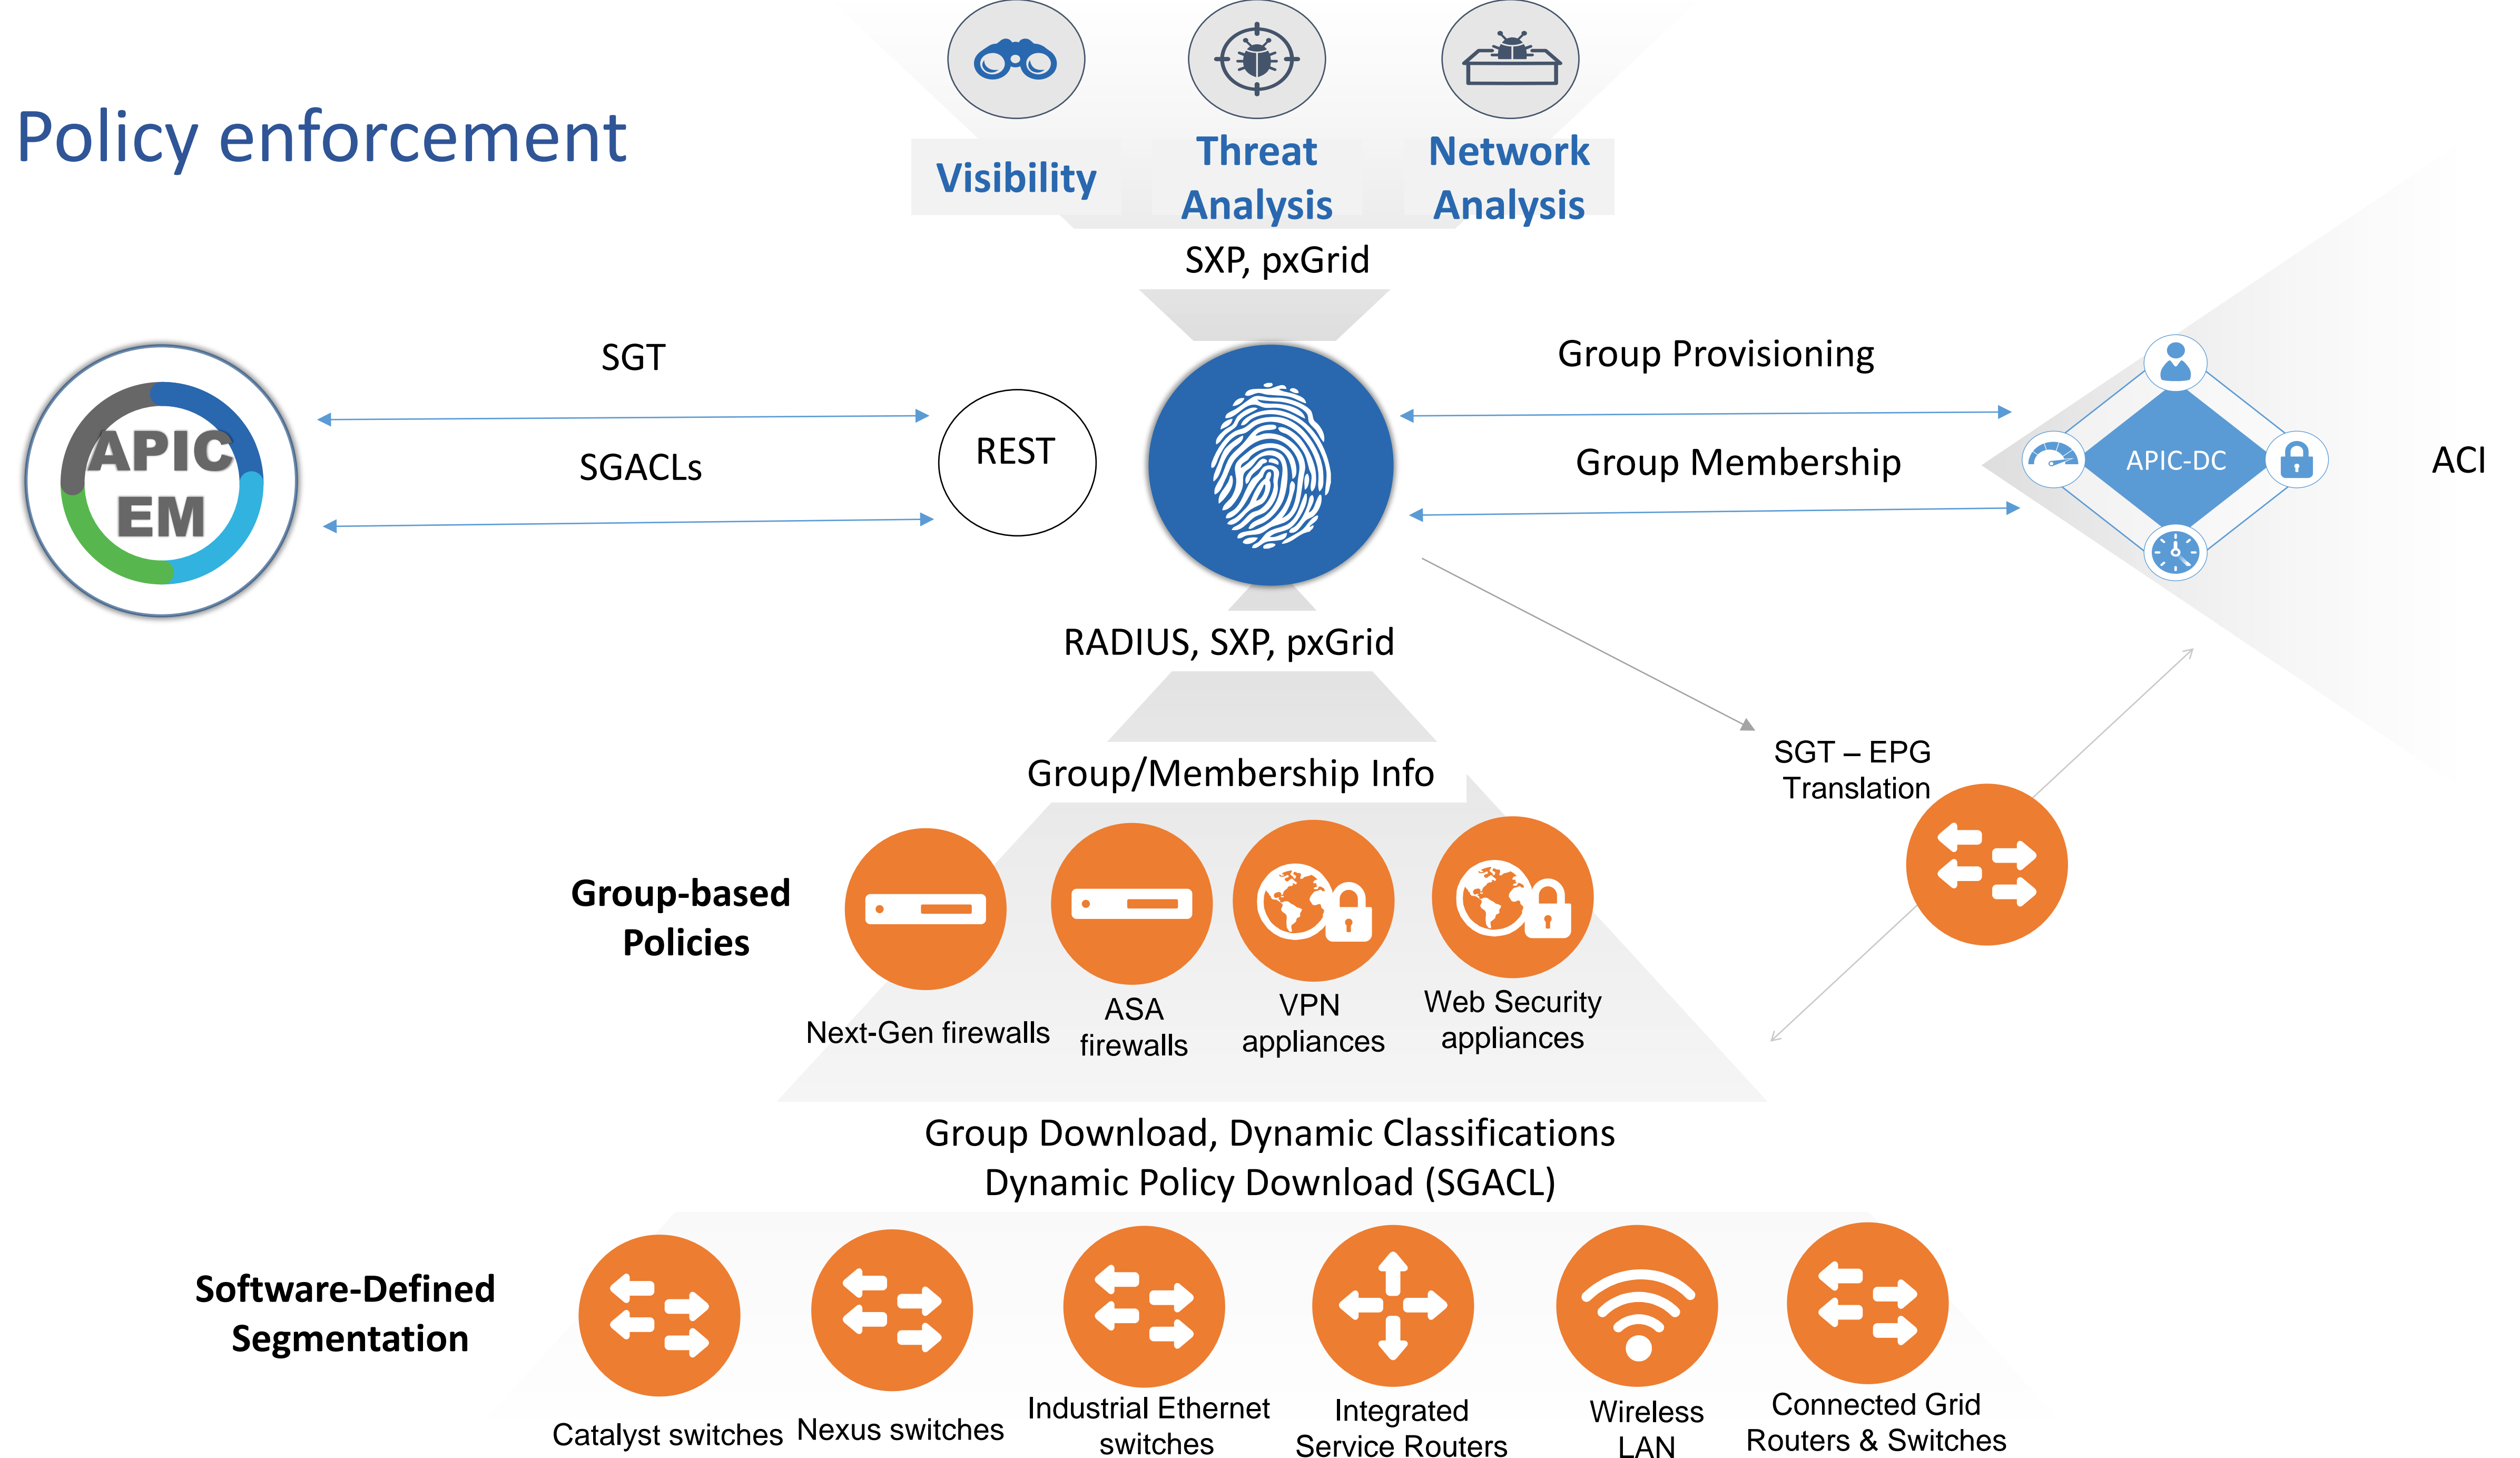 Policy enforcement
Visibility
Threat
Analysis
Network
Analysis
SXP, pxGrid
SGT
SGACLs
APIC
EM
REST
Group Provisioning
Group Membership
APIC-DC
ACI
RADIUS, SXP, pxGrid
SGT – EPG
Translation
Group/Membership Info
Group-based
Policies
Next-Gen firewalls
ASA
firewalls
VPN
appliances
Web Security
appliances
Group Download, Dynamic Classifications
Dynamic Policy Download (SGACL)
Software-Defined
Segmentation
Catalyst switches
Nexus switches
Industrial Ethernet
switches
Integrated
Service Routers
Wireless
LAN
Connected Grid
Routers & Switches